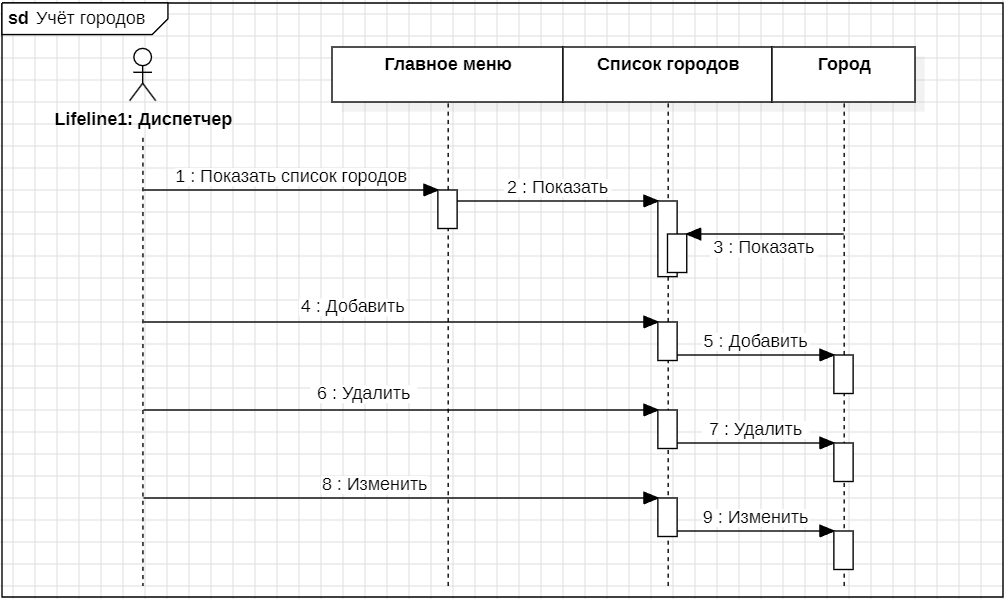 sd Учёт городов
Главное меню
Список городов
Город
Lifeline1: Диспетчер
1 : Показать список городов
2 : Показать
3 : Показать
4 : Добавить
5 : Добавить
6 : Удалить
7 : Удалить
8 : Изменить
9 : Изменить